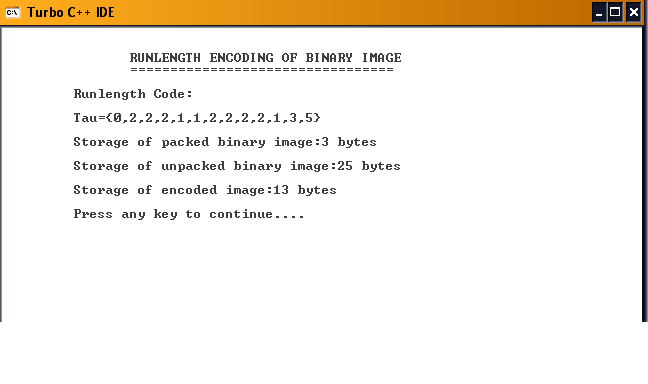 Turbo C++ IDE
RUNLENGTH ENCODING OF BINARY IMAGE
=================================
Runlength Code:
Tau={0,2,2,2,1,1,2,2,2,2,1,3,5}
Storage of packed binary image:3 bytes
Storage of unpacked binary image:25 bytes
Storage of encoded image:13 bytes
Press any key to continue....